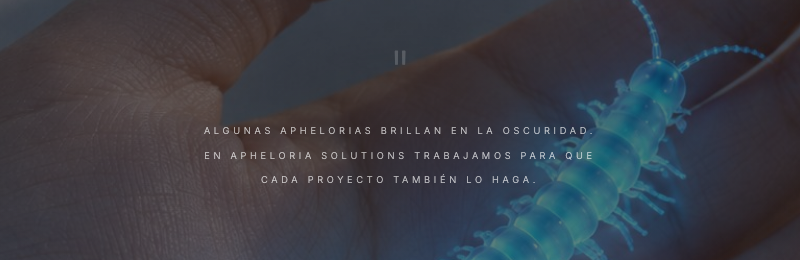 ALGUNAS APHELORIAS BRILLAN EN LA OSCURIDAD.
EN APHELORIA SOLUTIONS TRABAJAMOS PARA QUE
CADA PROYECTO TAMBIÉN LO HAGA.